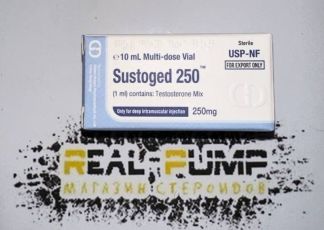 Sterile
℮10 mL Multi-dose Vial
USP-NF
FOR EXPORT ONLY
Sustoged 250™
(1 ml) contains: Testosterone Mix
Only for deep intramuscular injection
250mg
REAL PUMP
МАГАЗИН СТЕРОИДОВ